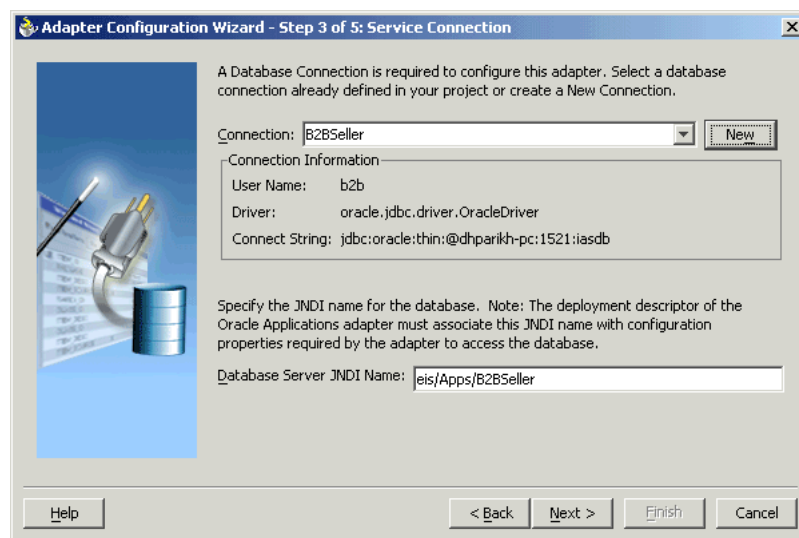 Adapter Configuration Wizard - Step 3 of 5: Service Connection
A Database Connection is required to configure this adapter. Select a database
connection already defined in your project or create a New Connection.
Connection: B2BSeller New
Connection Information
User Name: b2b
Driver: oracle.jdbc.driver.OracleDriver
Connect String: jdbc:oracle:thin:@dhparikh-pc:1521:iasdb
Specify the JNDI name for the database. Note: The deployment descriptor of the
Oracle Applications adapter must associate this JNDI name with configuration
properties required by the adapter to access the database.
Database Server JNDI Name: eis/Apps/B2BSeller
Help < Back Next > Finish Cancel